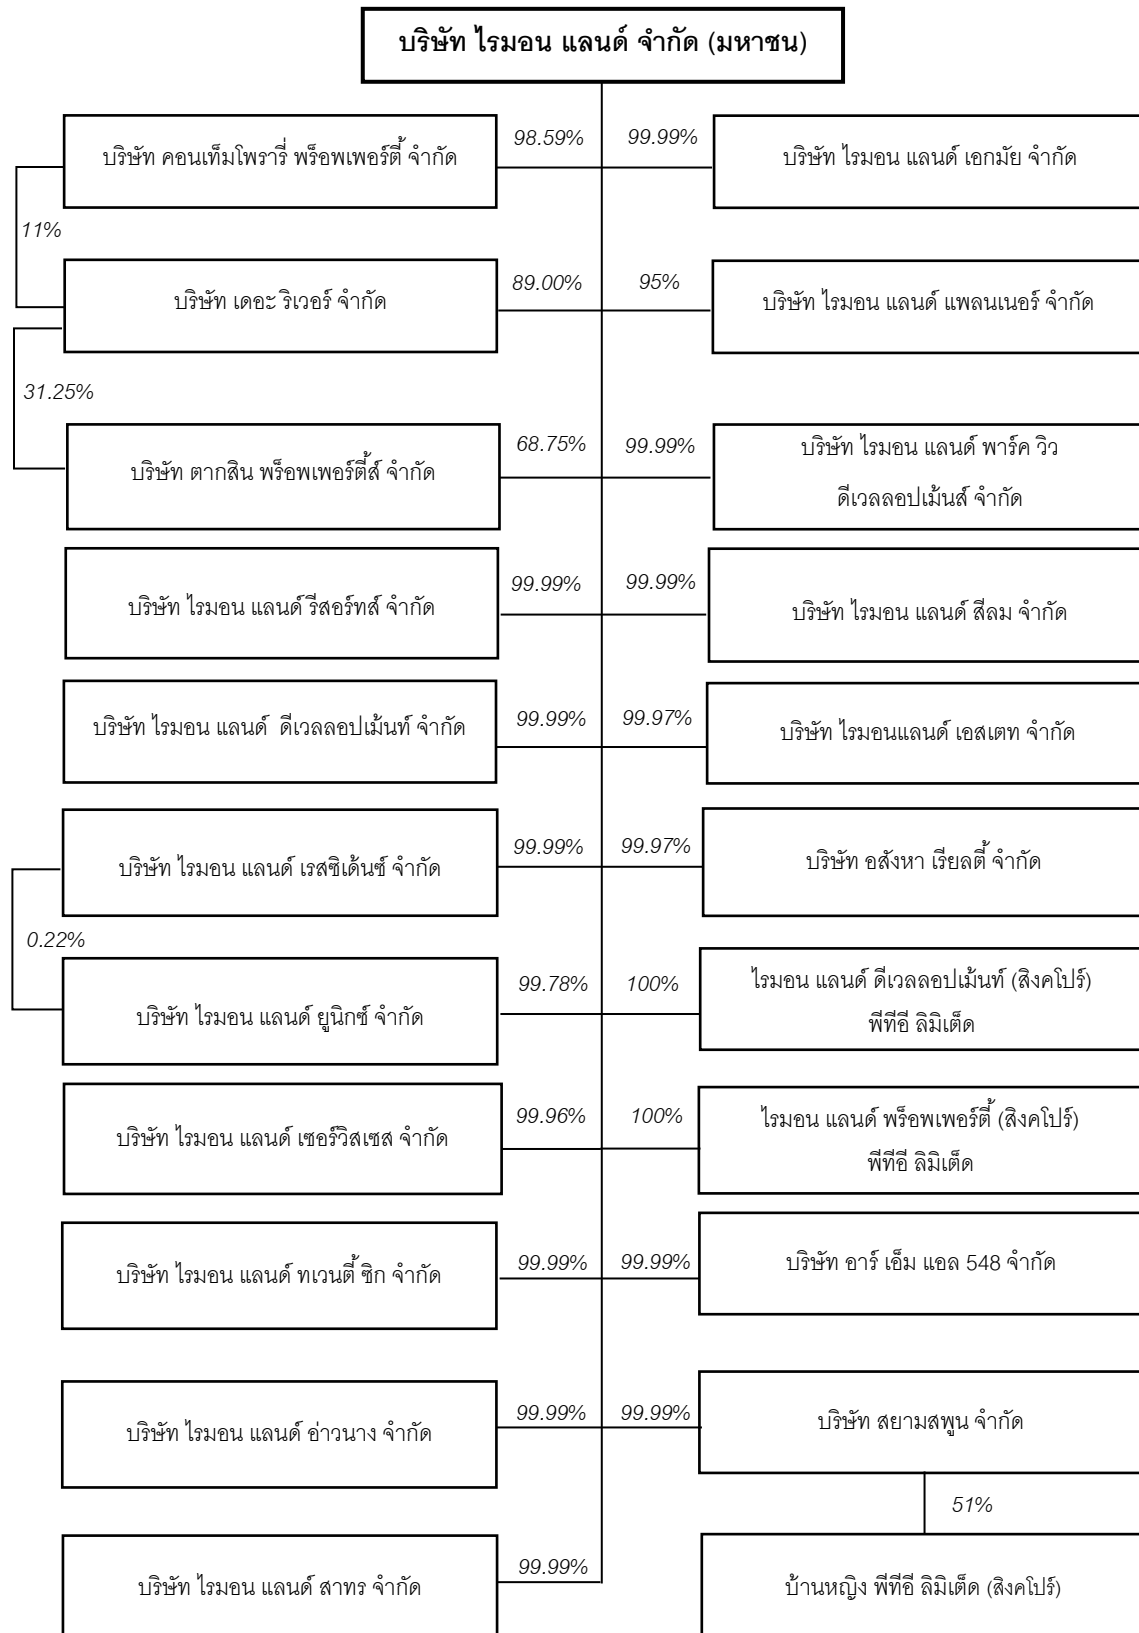 บริษัท ไรมอน แลนด์ จำกัด (มหาชน)
บริษัท คอนเท็มโพรารี่ พร็อพเพอร์ตี้ จำกัด
98.59%
99.99%
บริษัท ไรมอน แลนด์ เอกมัย จำกัด
11%
บริษัท เดอะ ริเวอร์ จำกัด
89.00%
95%
บริษัท ไรมอน แลนด์ แพลนเนอร์ จำกัด
31.25%
บริษัท ตากสิน พร็อพเพอร์ตี้ส์ จำกัด
68.75%
99.99%
บริษัท ไรมอน แลนด์ พาร์ค วิว
ดีเวลลอปเม้นส์ จำกัด
บริษัท ไรมอน แลนด์ รีสอร์ทส์ จำกัด
99.99%
99.99%
บริษัท ไรมอน แลนด์ สีลม จำกัด
บริษัท ไรมอน แลนด์ ดีเวลลอปเม้นท์ จำกัด
99.99%
99.97%
บริษัท ไรมอนแลนด์ เอสเตท จำกัด
บริษัท ไรมอน แลนด์ เรสซิเด้นซ์ จำกัด
99.99%
99.97%
บริษัท อสังหา เรียลตี้ จำกัด
0.22%
บริษัท ไรมอน แลนด์ ยูนิกซ์ จำกัด
99.78%
100%
ไรมอน แลนด์ ดีเวลลอปเม้นท์ (สิงคโปร์)
พีทีอี ลิมิเต็ด
บริษัท ไรมอน แลนด์ เซอร์วิสเซส จำกัด
99.96%
100%
ไรมอน แลนด์ พร็อพเพอร์ตี้ (สิงคโปร์)
พีทีอี ลิมิเต็ด
บริษัท ไรมอน แลนด์ ทเวนตี้ ซิก จำกัด
99.99%
99.99%
บริษัท อาร์ เอ็ม แอล 548 จำกัด
บริษัท ไรมอน แลนด์ อ่าวนาง จำกัด
99.99%
99.99%
บริษัท สยามสพูน จำกัด
51%
บริษัท ไรมอน แลนด์ สาทร จำกัด
99.99%
บ้านหญิง พีทีอี ลิมิเต็ด (สิงคโปร์)